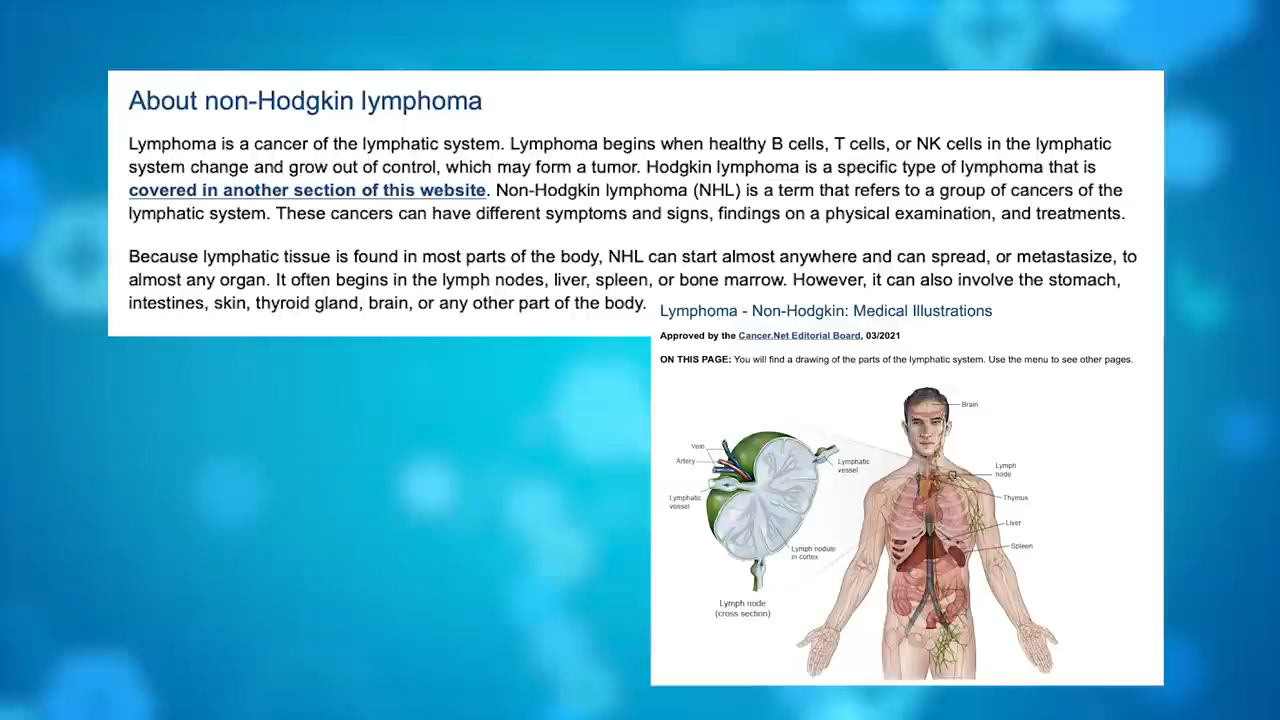 About non-Hodgkin lymphoma
Lymphoma is a cancer of the lymphatic system. Lymphoma begins when healthy B cells, T cells, or NK cells in the lymphatic
system change and grow out of control, which may form a tumor. Hodgkin lymphoma is a specific type of lymphoma that is
covered in another section of this website. Non-Hodgkin lymphoma (NHL) is a term that refers to a group of cancers of the
lymphatic system. These cancers can have different symptoms and signs, findings on a physical examination, and treatments.
Because lymphatic tissue is found in most parts of the body, NHL can start almost anywhere and can spread, or metastasize, to
almost any organ. It often begins in the lymph nodes, liver, spleen, or bone marrow. However, it can also involve the stomach,
intestines, skin, thyroid gland, brain, or any other part of the body.
Lymphoma - Non-Hodgkin: Medical Illustrations
Approved by the Cancer.Net Editorial Board, 03/2021
ON THIS PAGE: You will find a drawing of the parts of the lymphatic system. Use the menu to see other pages.
Vein
Artery
Lymphatic
vessel
Lymphatic
vessel
Lymph nodule
in cortex
Lymph node
(cross section)
Brain
Lymph
node
Thymus
Liver
Spleen